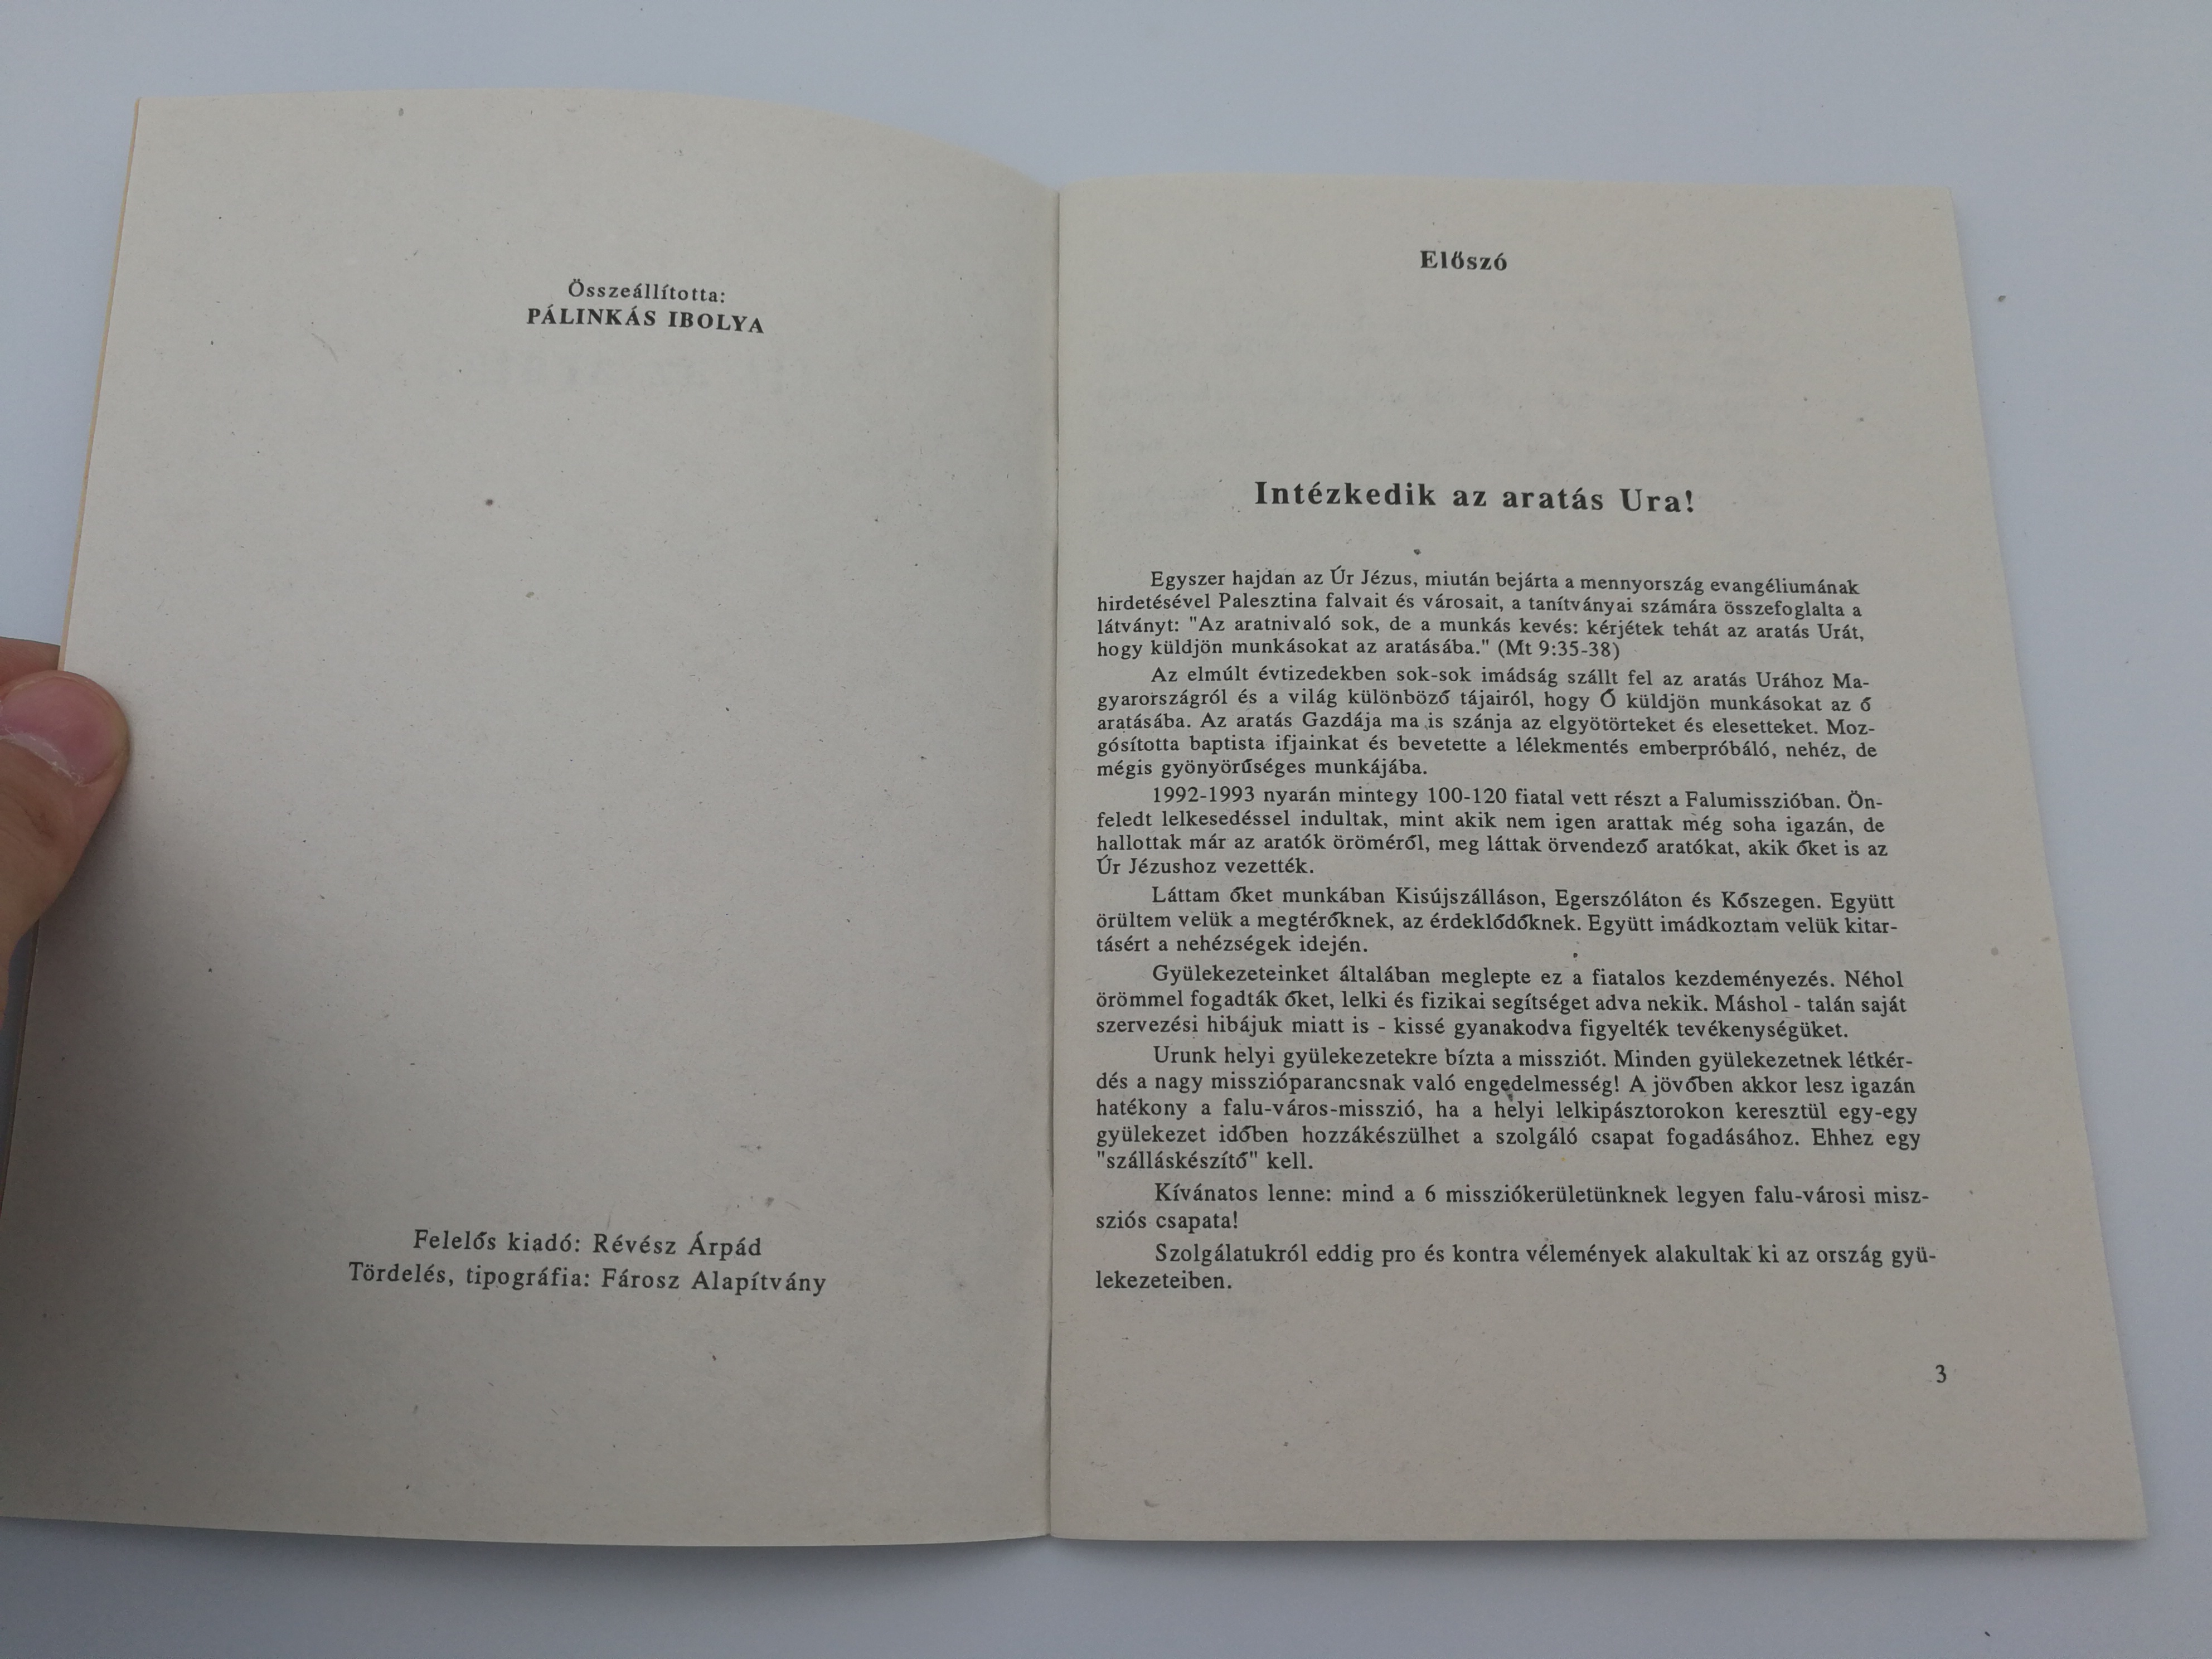 Összeállította:
PÁLINKÁS IBOLYA
Felelős kiadó: Révész Árpád
Tördelés, tipográfia: Fárosz Alapítvány
Előszó
Intézkedik az aratás Ura!
Egyszer hajdan az Úr Jézus, miután bejárta a mennyország evangéliumának
hirdetésével Palesztina falvait és városait, a tanítványai számára összefoglalta a
látványt: "Az aratnivaló sok, de a munkás kevés: kérjétek tehát az aratás Urát,
hogy küldjön munkásokat az aratásába." (Mt 9:35-38)
Az elmúlt évtizedekben sok-sok imádság szállt fel az aratás Urához Ma-
gyarországról és a világ különböző tájairól, hogy Ő küldjön munkásokat az ő
aratásába. Az aratás Gazdája ma is szánja az elgyötörteket és elesetteket. Moz-
gósította baptista ifjainkat és bevetette a lélekmentés emberpróbáló, nehéz, de
mégis gyönyörűséges munkájába.
1992-1993 nyarán mintegy 100-120 fiatal vett részt a Falumisszióban. Ön-
feledt lelkesedéssel indultak, mint akik nem igen arattak még soha igazán, de
hallottak már az aratók öröméről, meg láttak örvendező aratókat, akik őket is az
Úr Jézushoz vezették.
Láttam őket munkában Kisújszálláson, Egerszóláton és Kőszegen. Együtt
örültem velük a megtérőknek, az érdeklődőknek. Együtt imádkoztam velük kitar-
tásért a nehézségek idején.
Gyülekezeteinket általában meglepte ez a fiatalos kezdeményezés. Néhol
örömmel fogadták őket, lelki és fizikai segítséget adva nekik. Máshol - talán saját
szervezési hibájuk miatt is - kissé gyanakodva figyelték tevékenységüket.
Urunk helyi gyülekezetekre bízta a missziót. Minden gyülekezetnek létkér-
dés a nagy misszióparancsnak való engedelmesség! A jövőben akkor lesz igazán
hatékony a falu-város-misszió, ha a helyi lelkipásztorokon keresztül egy-egy
gyülekezet időben hozzákészülhet a szolgáló csapat fogadásához. Ehhez egy
"szálláskészítő" kell.
Kívánatos lenne: mind a 6 missziókerületünknek legyen falu-városi misz-
sziós csapata!
Szolgálatukról eddig pro és kontra vélemények alakultak ki az ország gyü-
lekezeteiben.
3